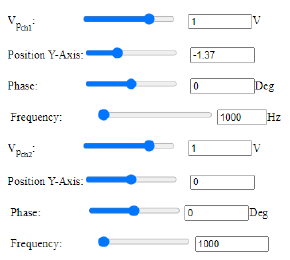 Vpch1: 1 V
Position Y-Axis: -1.37
Phase: 0 Deg
Frequency: 1000 Hz
Vpch2: 1 V
Position Y-Axis: 0
Phase: 0 Deg
Frequency: 1000